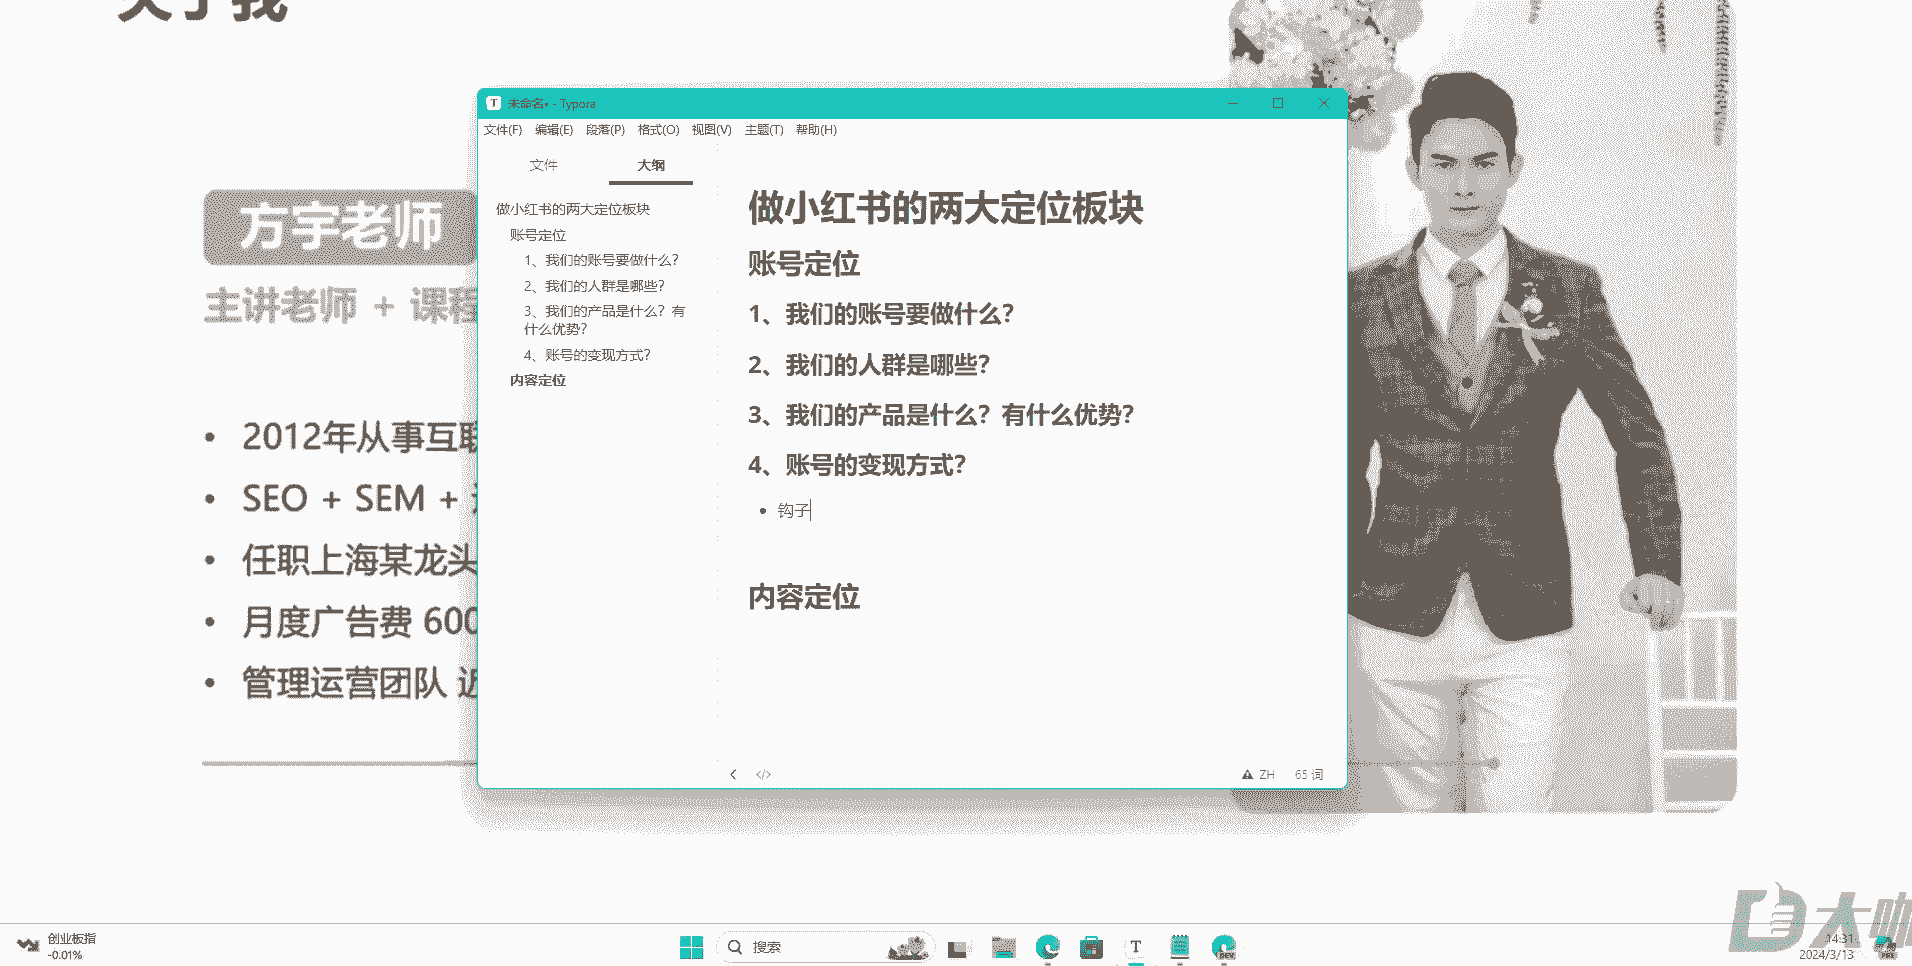 关于我
方宇老师
主讲老师 + 课程
2012年从事互联
SEO + SEM +
任职上海某龙头
月度广告费 600
管理运营团队 近
未命名• - Typora
文件(F) 编辑(E) 段落(P) 格式(O) 视图(V) 主题(T) 帮助(H)
文件 大纲
做小红书的两大定位板块
账号定位
1、我们的账号要做什么？
2、我们的人群是哪些？
3、我们的产品是什么？有
什么优势？
4、账号的变现方式？
内容定位
做小红书的两大定位板块
账号定位
1、我们的账号要做什么？
2、我们的人群是哪些？
3、我们的产品是什么？有什么优势？
4、账号的变现方式？
钩子
内容定位
ZH 65 词
大咖
创业板指
-0.01%
搜索
T
DEV
14:31
2024/3/13
PRE